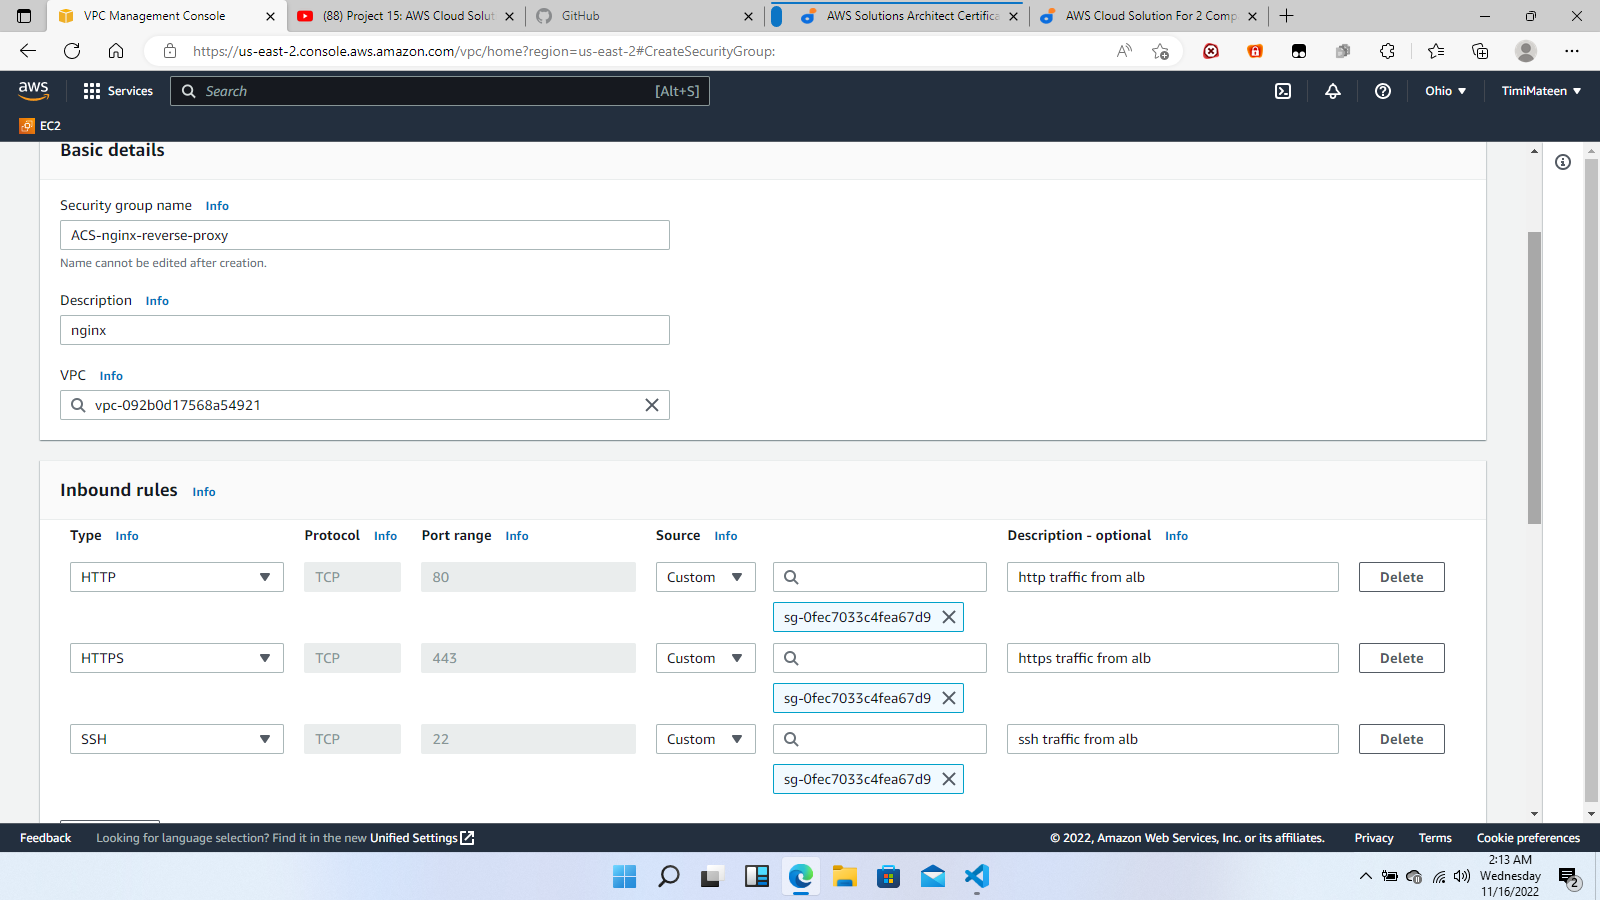 VPC Management Console
(88) Project 15: AWS Cloud Solut
GitHub
AWS Solutions Architect Certifica
AWS Cloud Solution For 2 Comp
https://us-east-2.console.aws.amazon.com/vpc/home?region=us-east-2#CreateSecurityGroup:
aws
Services
Search
[Alt+S]
Ohio
TimiMateen
EC2
Basic details
Security group name Info
ACS-nginx-reverse-proxy
Name cannot be edited after creation.
Description Info
nginx
VPC Info
vpc-092b0d17568a54921
Inbound rules Info
Type Info Protocol Info Port range Info Source Info Description - optional Info
HTTP TCP 80 Custom http traffic from alb Delete
sg-0fec7033c4fea67d9
HTTPS TCP 443 Custom https traffic from alb Delete
sg-0fec7033c4fea67d9
SSH TCP 22 Custom ssh traffic from alb Delete
sg-0fec7033c4fea67d9
Feedback Looking for language selection? Find it in the new Unified Settings © 2022, Amazon Web Services, Inc. or its affiliates. Privacy Terms Cookie preferences
2:13 AM
Wednesday
11/16/2022
2